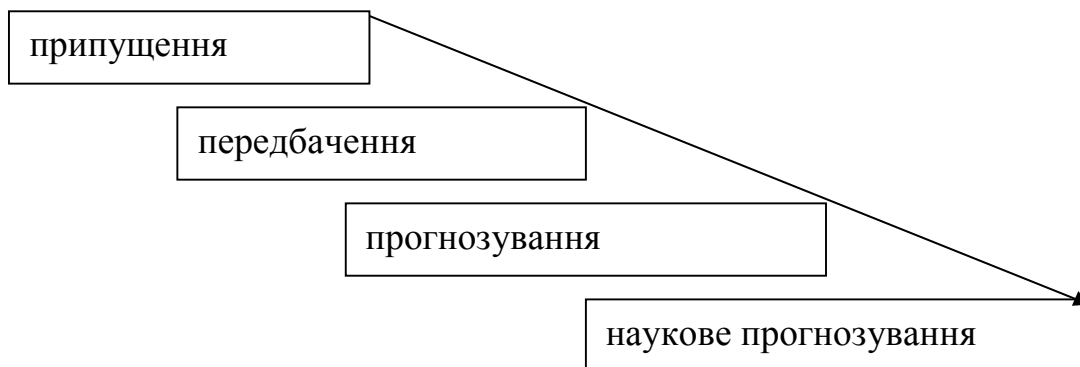 припущення
передбачення
прогнозування
наукове прогнозування